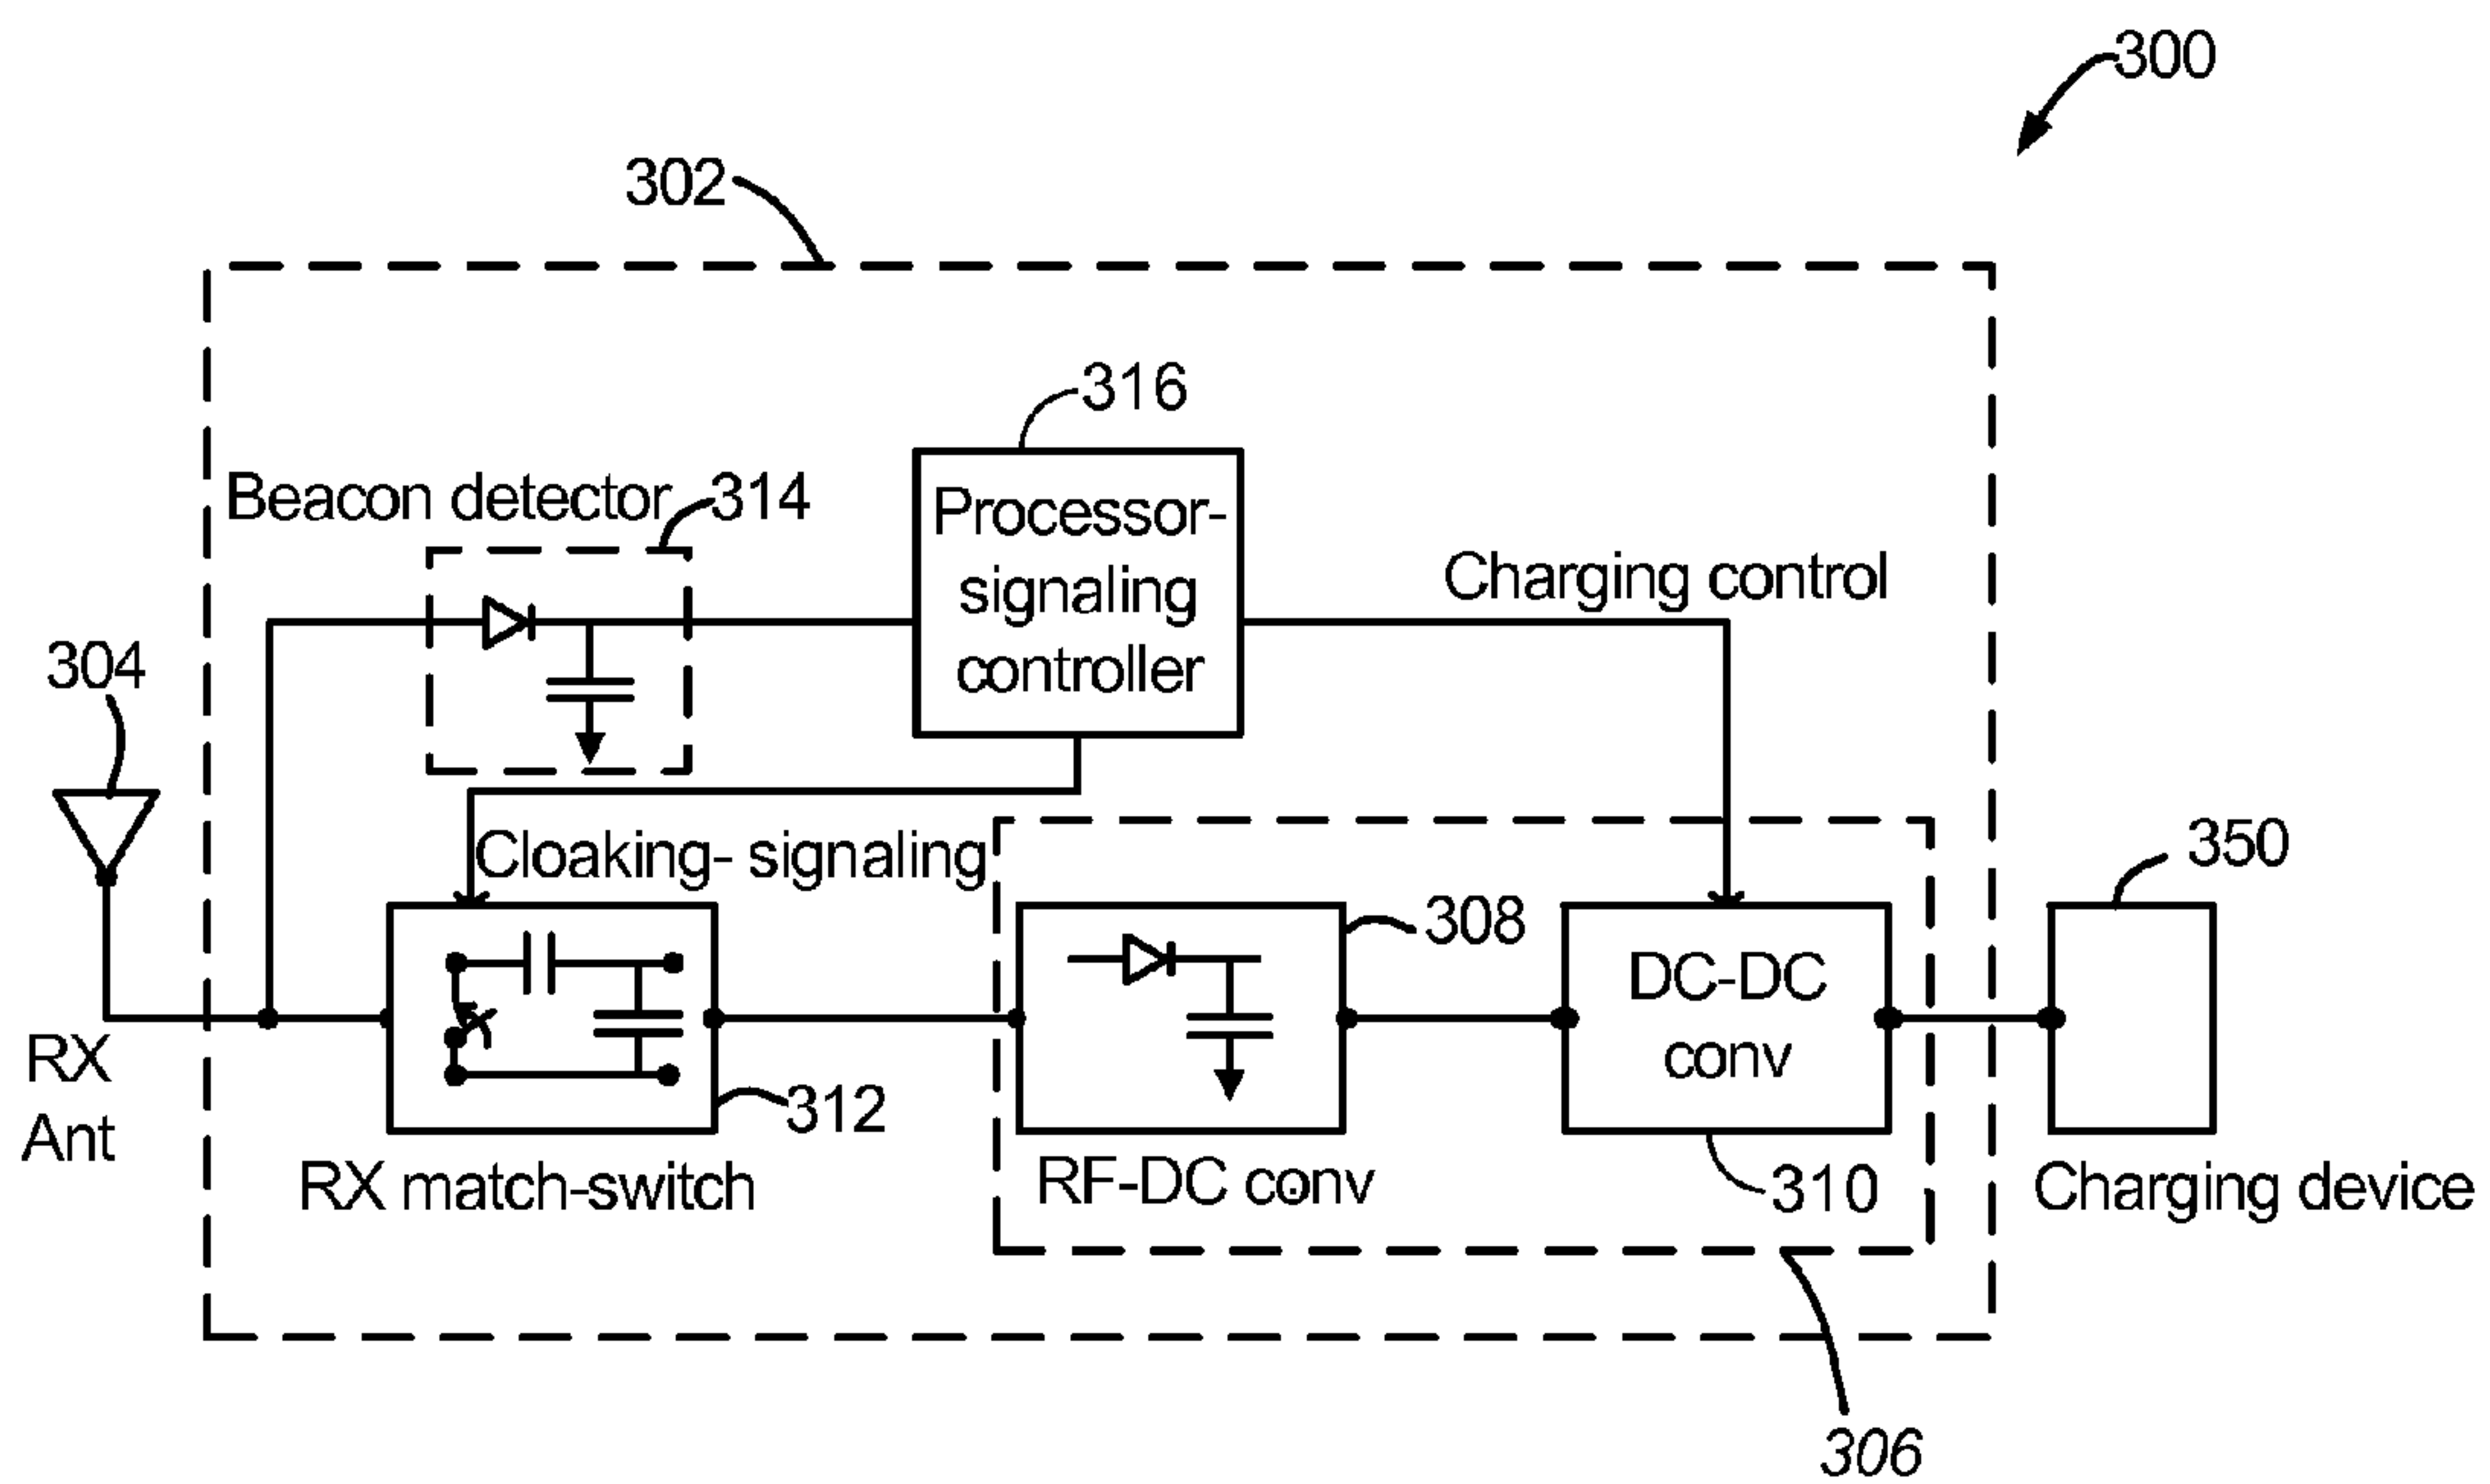 300
302
316
Beacon detector
314
Processor-
signaling
controller
Charging control
304
Cloaking- signaling
350
308
DC-DC
conv
RX
Ant
312
RX match-switch
RF-DC conv
310
Charging device
306